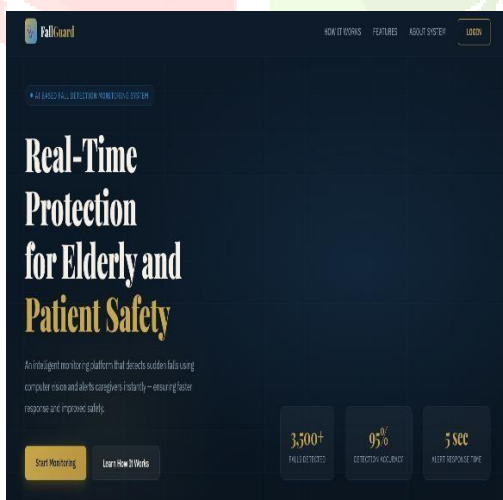 FallGuard
HOW IT WORKS FEATURES ABOUT SYSTEM LOGIN
AI BASED FALL DETECTION MONITORING SYSTEM
Real-Time
Protection
for Elderly and
Patient Safety
An intelligent monitoring platform that detects sudden falls using
computer vision and alerts caregivers instantly — ensuring faster
response and improved safety.
Start Monitoring Learn How It Works
3,500+ 95% 5 sec
FALLS DETECTED DETECTION ACCURACY ALERT RESPONSE TIME